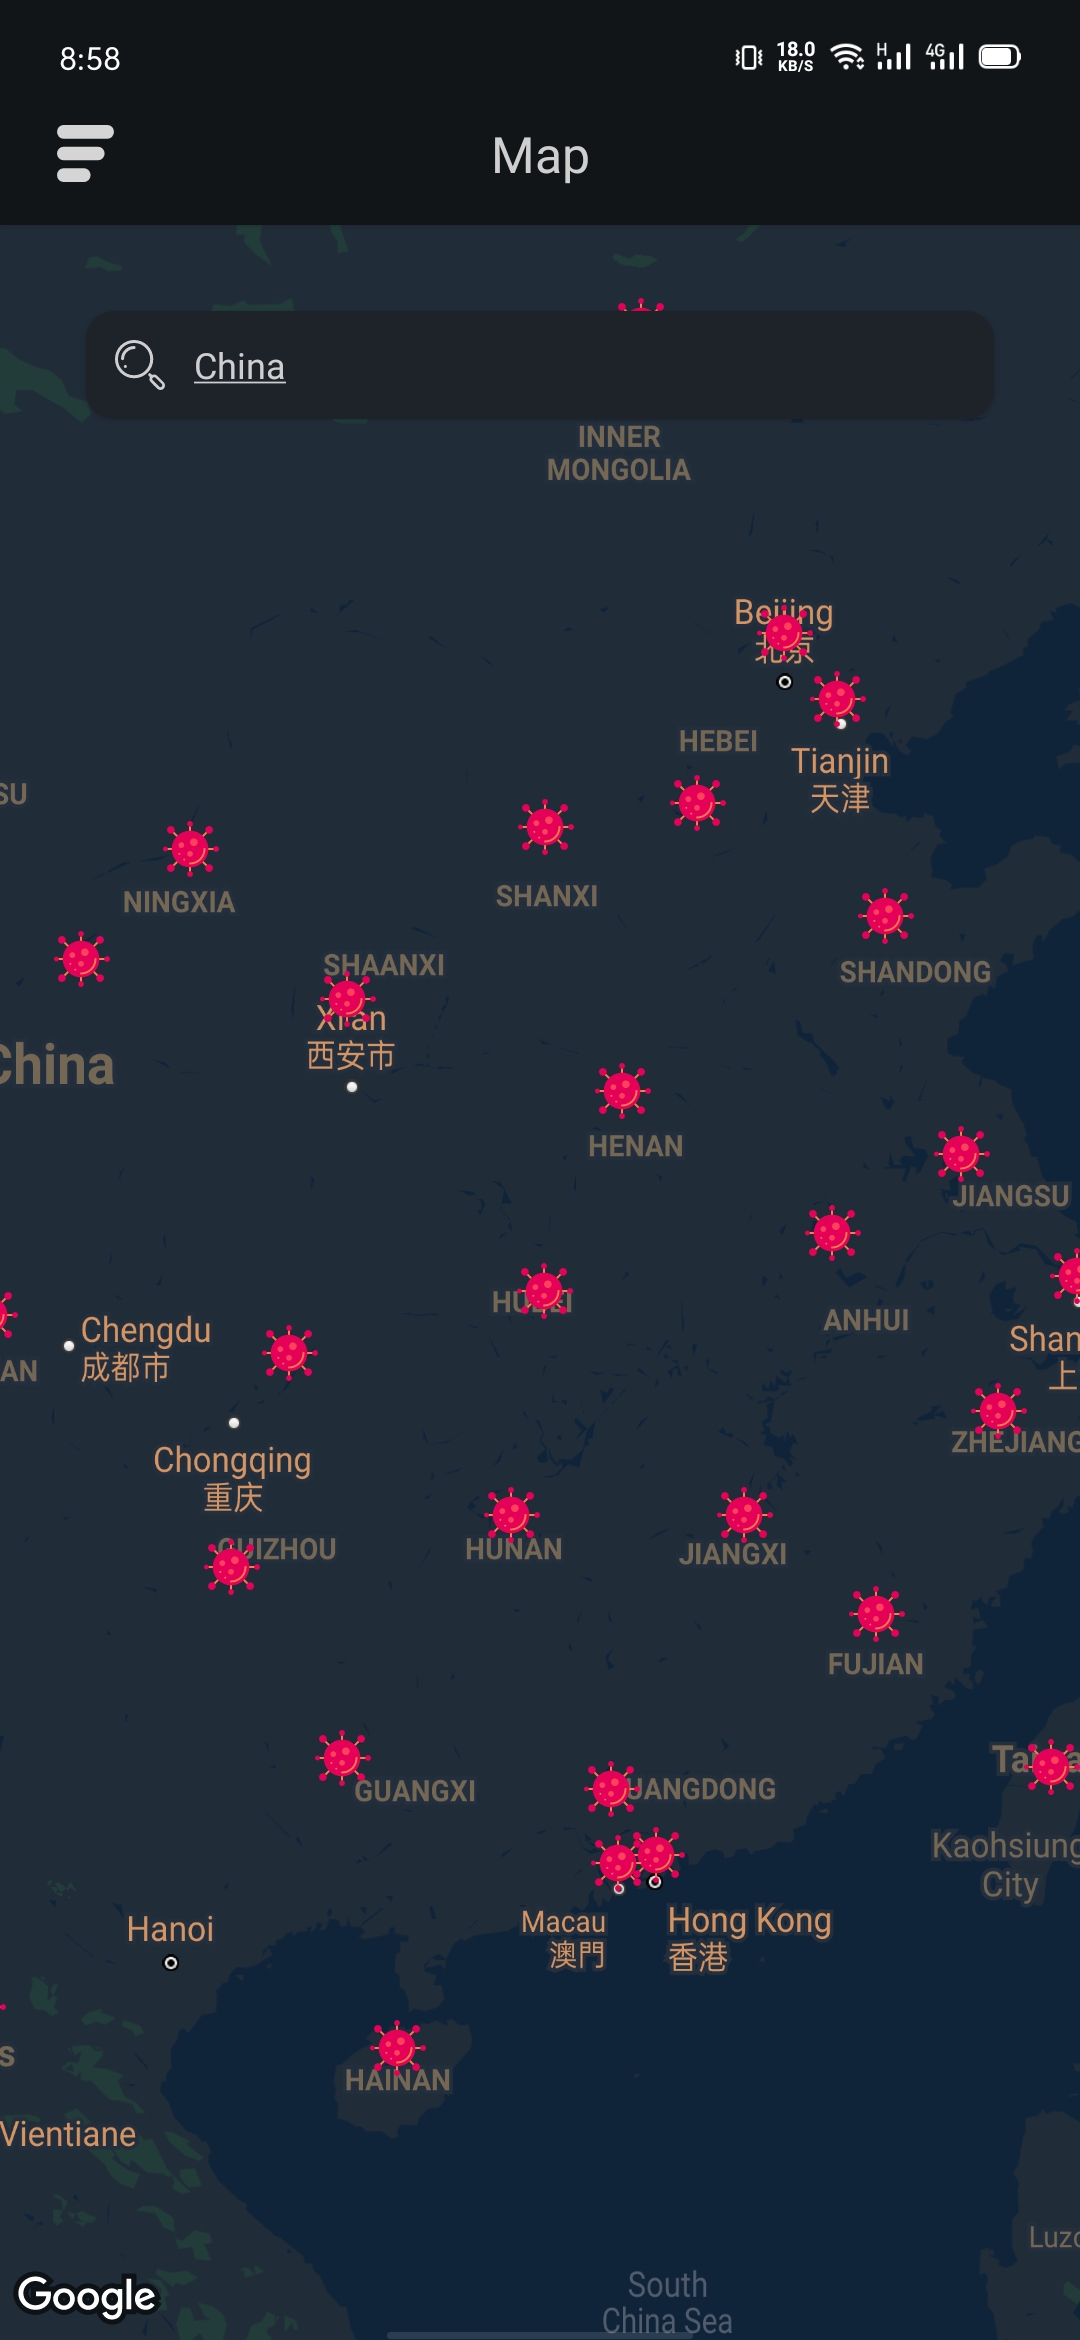 8:58
18.0
KB/S
H
4G
Map
China
INNER
MONGOLIA
Beijing
北京
HEBEI
Tianjin
天津
SU
NINGXIA
SHANXI
SHANDONG
SHAANXI
Xi'an
西安市
China
HENAN
JIANGSU
HUBEI
ANHUI
Chengdu
成都市
AN
Shan
上
ZHEJIANG
Chongqing
重庆
GUIZHOU
HUNAN
JIANGXI
FUJIAN
GUANGXI
UANGDONG
Kaohsiung
City
Macau
澳門
Hong Kong
香港
Hanoi
s
HAINAN
Vientiane
Luzo
South
China Sea
Google